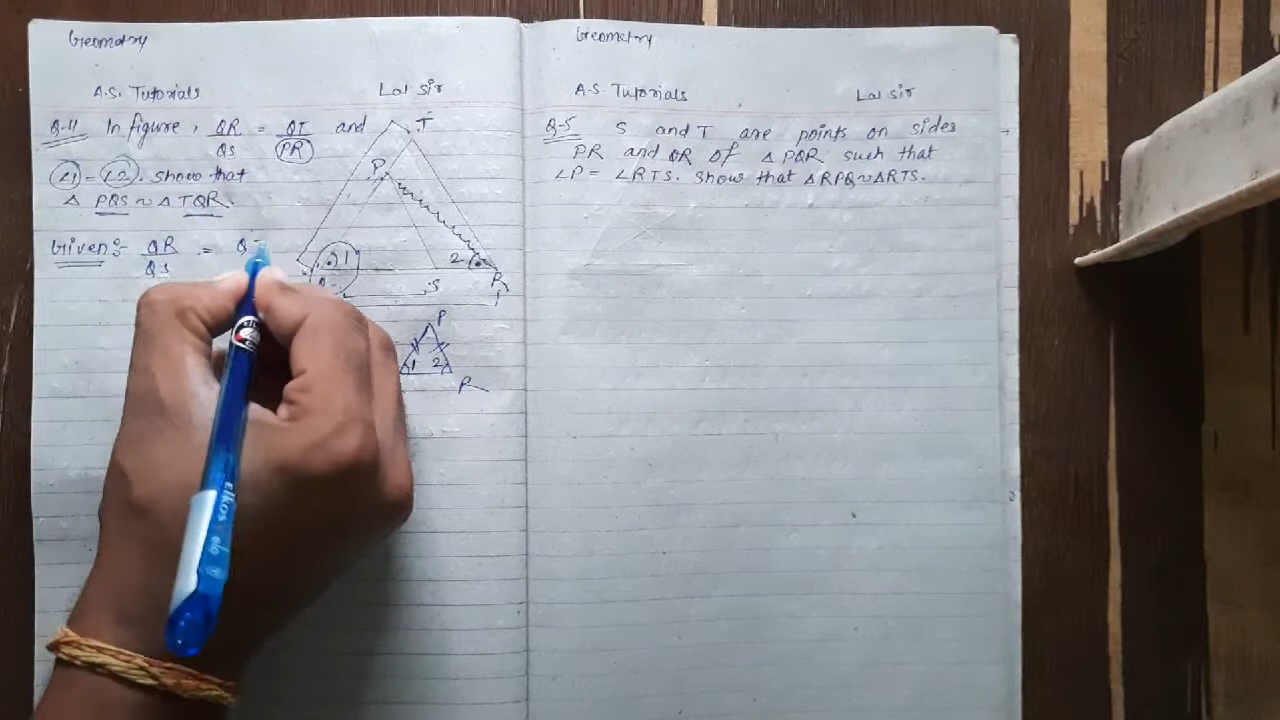 Geometry
A.S. Tutorials Lal Sir
Q-11 In figure, QR/QS = QT/PR and
∠1 = ∠2. Show that
△ PQS ~ △ TQR.
Given:- QR/QS = Q
T
P
1
2
S
R
P
1 2
R
Geometry
A.S. Tutorials Lal Sir
Q-5 S and T are points on sides
PR and QR of △ PQR such that
∠P = ∠RTS. Show that △RPQ ~ △RTS.
elkos